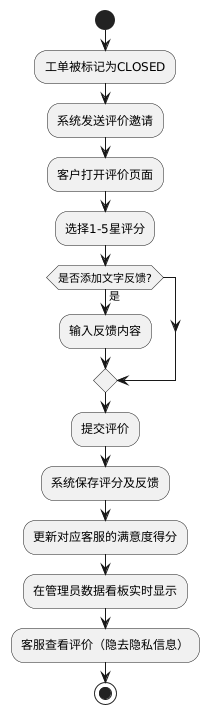 工单被标记为CLOSED
系统发送评价邀请
客户打开评价页面
选择1-5星评分
是否添加文字反馈?
是
输入反馈内容
提交评价
系统保存评分及反馈
更新对应客服的满意度得分
在管理员数据看板实时显示
客服查看评价（隐去隐私信息）